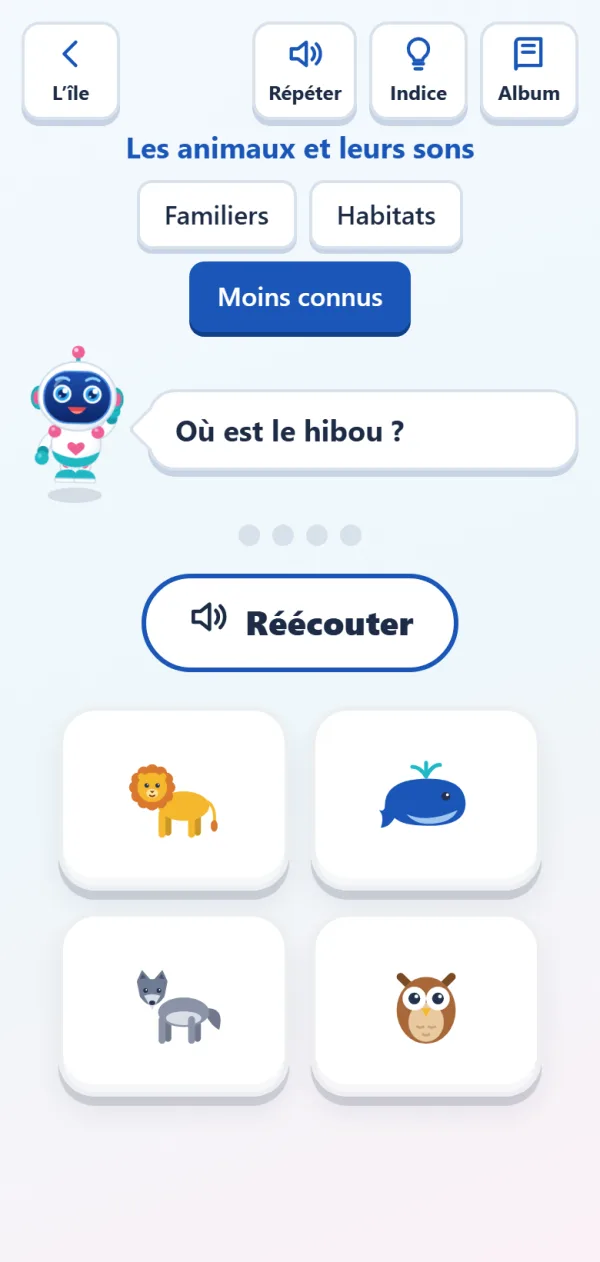 L’île
Répéter
Indice
Album
Les animaux et leurs sons
Familiers
Habitats
Moins connus
Où est le hibou ?
Réécouter